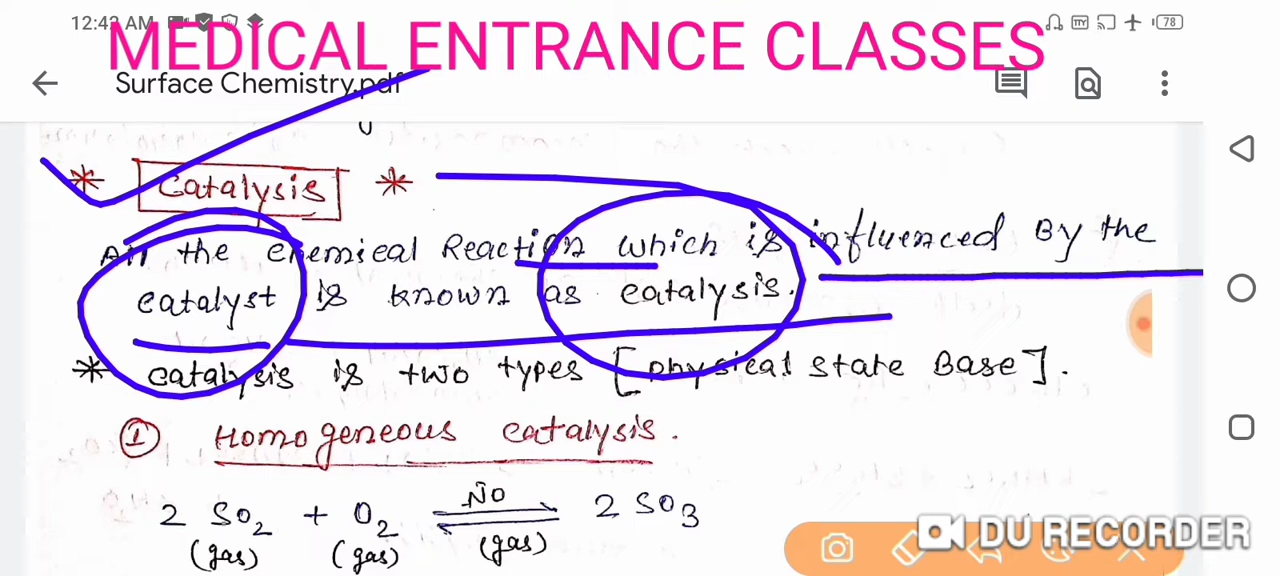 12:42 AM
78
MEDICAL ENTRANCE CLASSES
Surface Chemistry.pdf
* Catalysis *
All the chemical Reaction which is influenced By the
catalyst is known as catalysis.
* catalysis is two types [physical state Base].
① Homogeneous catalysis.
2 SO2 + O2 ⇌ NO 2 SO3
(gas) (gas) (gas)
DU RECORDER